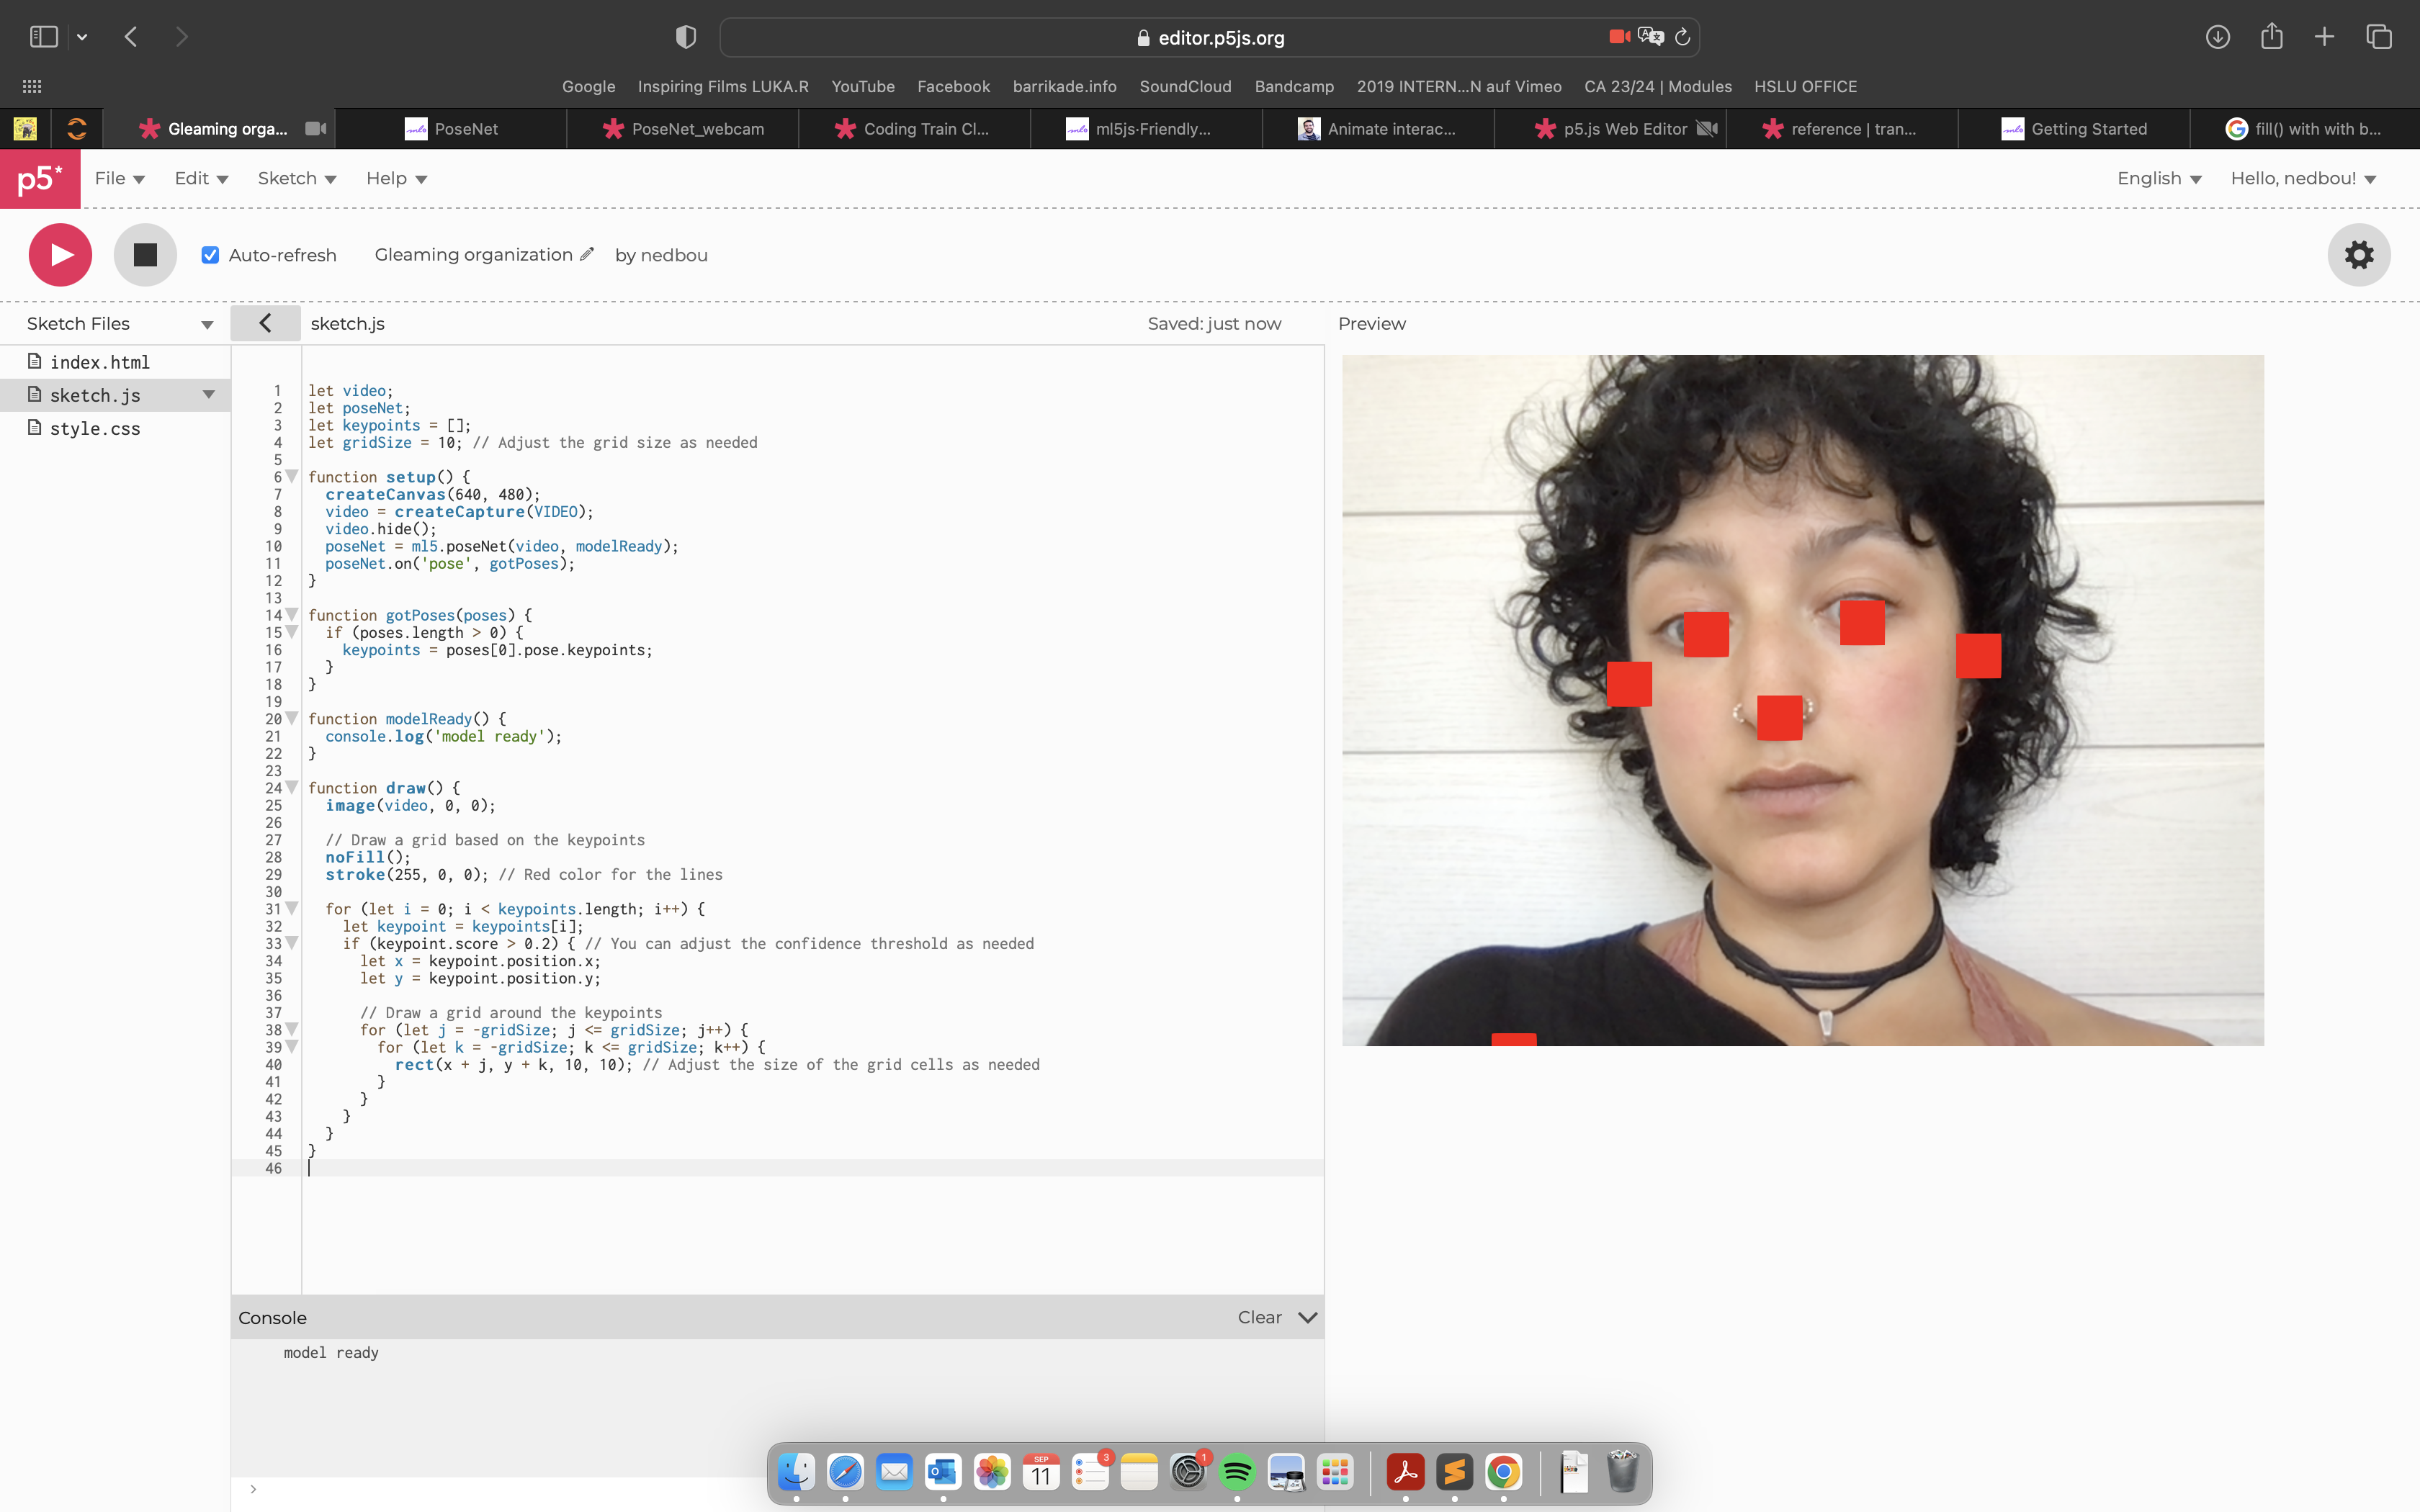 editor.p5js.org
Google Inspiring Films LUKA.R YouTube Facebook barrikade.info SoundCloud Bandcamp 2019 INTERN...N auf Vimeo CA 23/24 | Modules HSLU OFFICE
Gleaming orga... PoseNet PoseNet_webcam Coding Train Cl... ml5js·Friendly... Animate interac... p5.js Web Editor reference | tran... Getting Started fill() with with b...
p5* File Edit Sketch Help English Hello, nedbou!
Auto-refresh Gleaming organization by nedbou
Sketch Files sketch.js Saved: just now Preview
index.html
sketch.js
style.css
1 let video;
2 let poseNet;
3 let keypoints = [];
4 let gridSize = 10; // Adjust the grid size as needed
5
6 function setup() {
7 createCanvas(640, 480);
8 video = createCapture(VIDEO);
9 video.hide();
10 poseNet = ml5.poseNet(video, modelReady);
11 poseNet.on('pose', gotPoses);
12 }
13
14 function gotPoses(poses) {
15 if (poses.length > 0) {
16 keypoints = poses[0].pose.keypoints;
17 }
18 }
19
20 function modelReady() {
21 console.log('model ready');
22 }
23
24 function draw() {
25 image(video, 0, 0);
26
27 // Draw a grid based on the keypoints
28 noFill();
29 stroke(255, 0, 0); // Red color for the lines
30
31 for (let i = 0; i < keypoints.length; i++) {
32 let keypoint = keypoints[i];
33 if (keypoint.score > 0.2) { // You can adjust the confidence threshold as needed
34 let x = keypoint.position.x;
35 let y = keypoint.position.y;
36
37 // Draw a grid around the keypoints
38 for (let j = -gridSize; j <= gridSize; j++) {
39 for (let k = -gridSize; k <= gridSize; k++) {
40 rect(x + j, y + k, 10, 10); // Adjust the size of the grid cells as needed
41 }
42 }
43 }
44 }
45 }
46
Console Clear
model ready
>
SEP
11
3
1